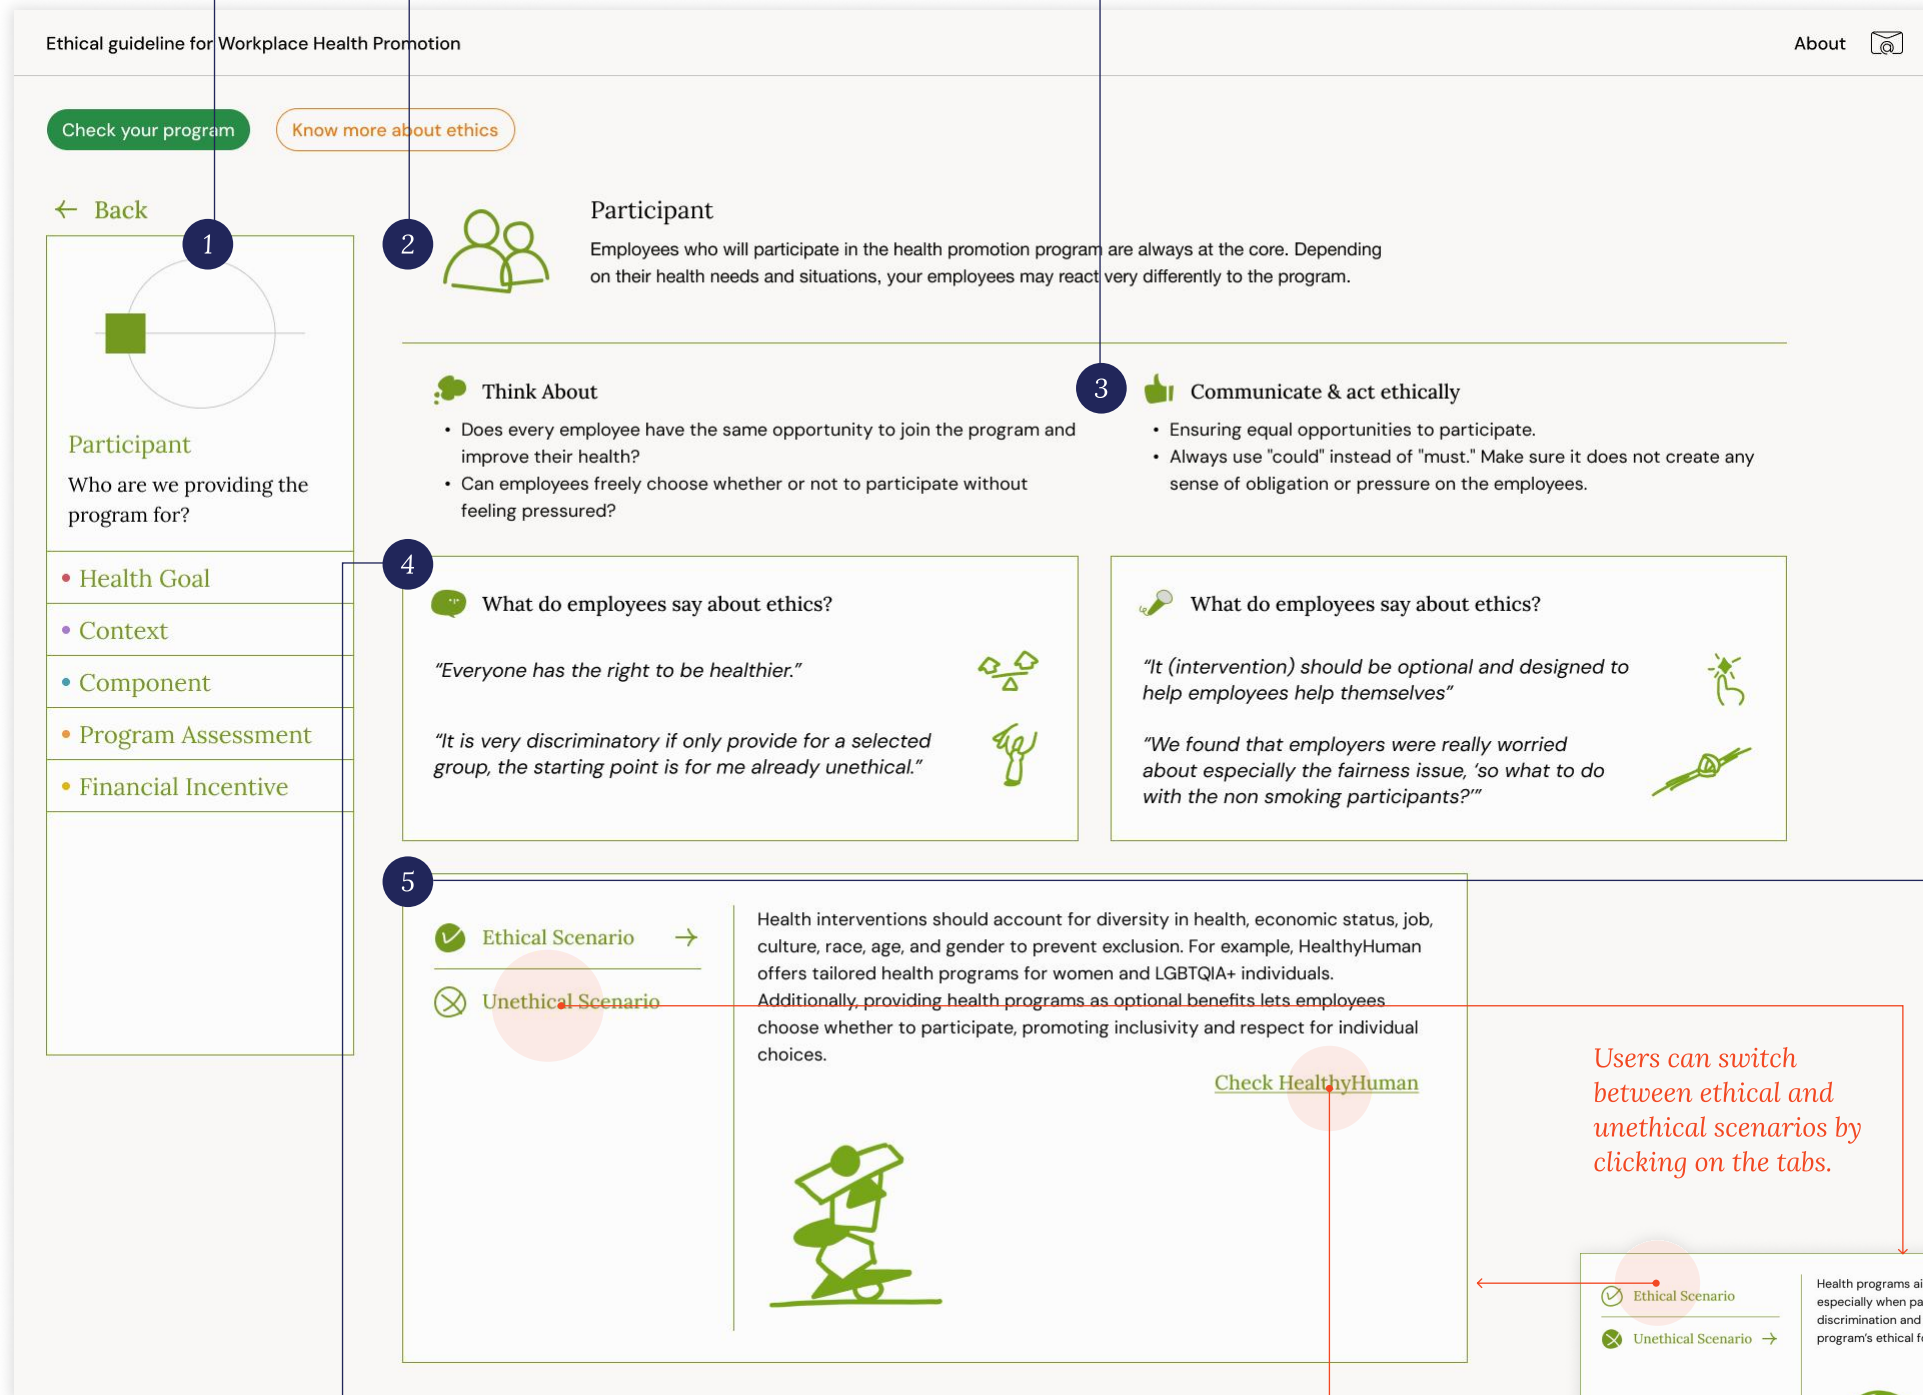 Ethical guideline for Workplace Health Promotion
About
Check your program
Know more about ethics
← Back
1
Participant
Who are we providing the
program for?
• Health Goal
• Context
• Component
• Program Assessment
• Financial Incentive
2
Participant
Employees who will participate in the health promotion program are always at the core. Depending
on their health needs and situations, your employees may react very differently to the program.
Think About
• Does every employee have the same opportunity to join the program and
improve their health?
• Can employees freely choose whether or not to participate without
feeling pressured?
3
Communicate & act ethically
• Ensuring equal opportunities to participate.
• Always use "could" instead of "must." Make sure it does not create any
sense of obligation or pressure on the employees.
4
What do employees say about ethics?
“Everyone has the right to be healthier.”
“It is very discriminatory if only provide for a selected
group, the starting point is for me already unethical.”
What do employees say about ethics?
“It (intervention) should be optional and designed to
help employees help themselves”
“We found that employers were really worried
about especially the fairness issue, ‘so what to do
with the non smoking participants?’”
5
Ethical Scenario →
Unethical Scenario
Health interventions should account for diversity in health, economic status, job,
culture, race, age, and gender to prevent exclusion. For example, HealthyHuman
offers tailored health programs for women and LGBTQIA+ individuals.
Additionally, providing health programs as optional benefits lets employees
choose whether to participate, promoting inclusivity and respect for individual
choices.
Check HealthyHuman
Users can switch
between ethical and
unethical scenarios by
clicking on the tabs.
Ethical Scenario
Unethical Scenario →
Health programs
especially when
discrimination and
program's ethical